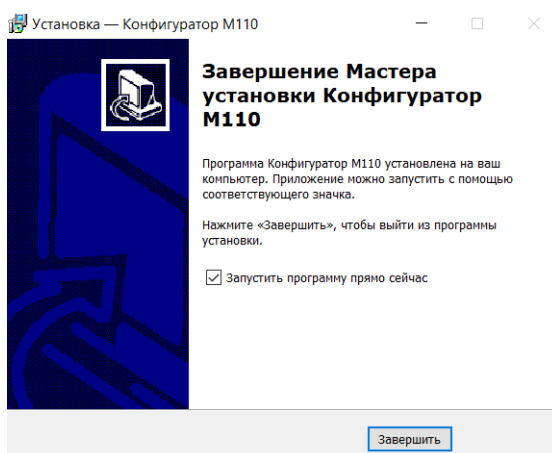 Установка — Конфигуратор М110
Завершение Мастера
установки Конфигуратор
М110
Программа Конфигуратор М110 установлена на ваш
компьютер. Приложение можно запустить с помощью
соответствующего значка.
Нажмите «Завершить», чтобы выйти из программы
установки.
Запустить программу прямо сейчас
Завершить